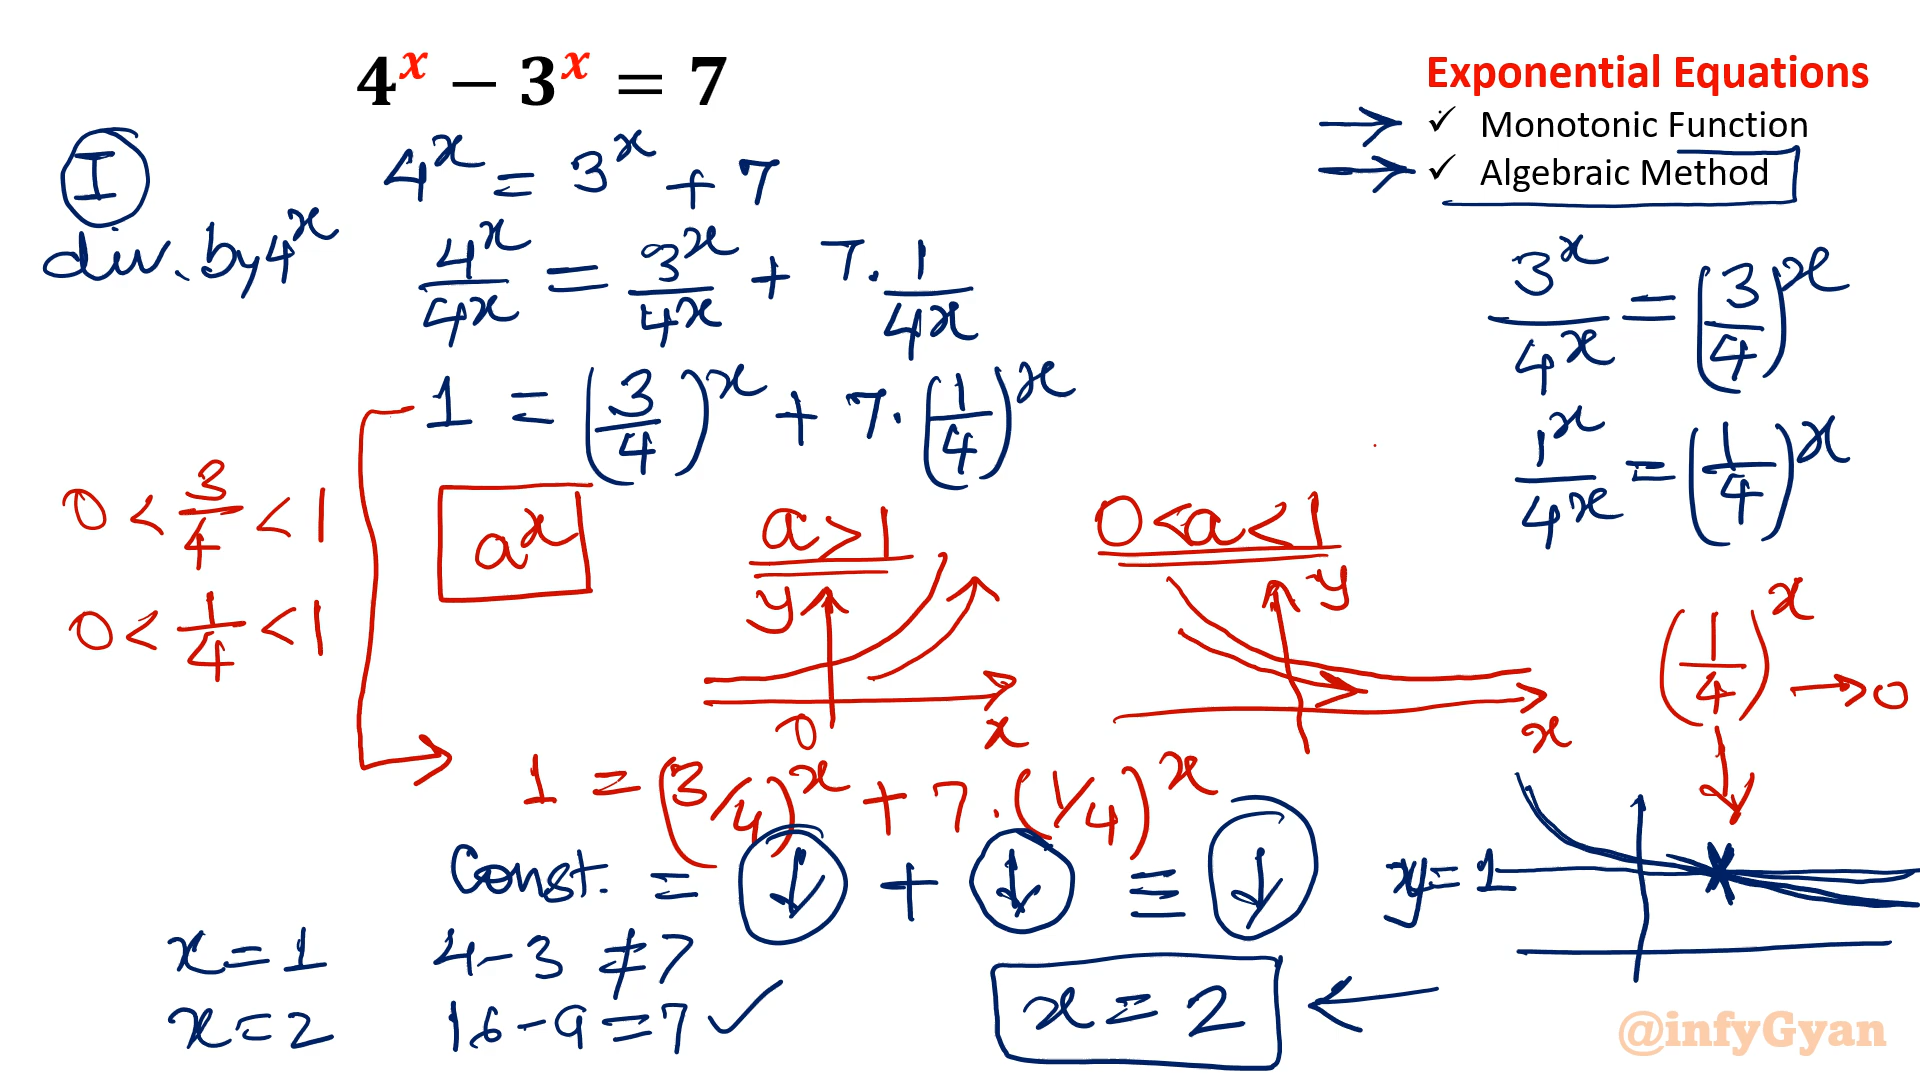 4^x − 3^x = 7
Exponential Equations
✓ Monotonic Function
✓ Algebraic Method
I
4^x = 3^x + 7
div. by 4^x
4^x/4^x = 3^x/4^x + 7·1/4^x
1 = (3/4)^x + 7·(1/4)^x
3^x/4^x = (3/4)^x
1^x/4^x = (1/4)^x
0 < 3/4 < 1
0 < 1/4 < 1
a^x
a > 1
y
0
x
0 < a < 1
y
x
(1/4)^x → 0
1 = (3/4)^x + 7·(1/4)^x
Const. = ↓ + ↓ ≡ ↓
y = 1
x = 1 4 − 3 ≠ 7
x = 2 16 − 9 = 7 ✓
x = 2
@infyGyan